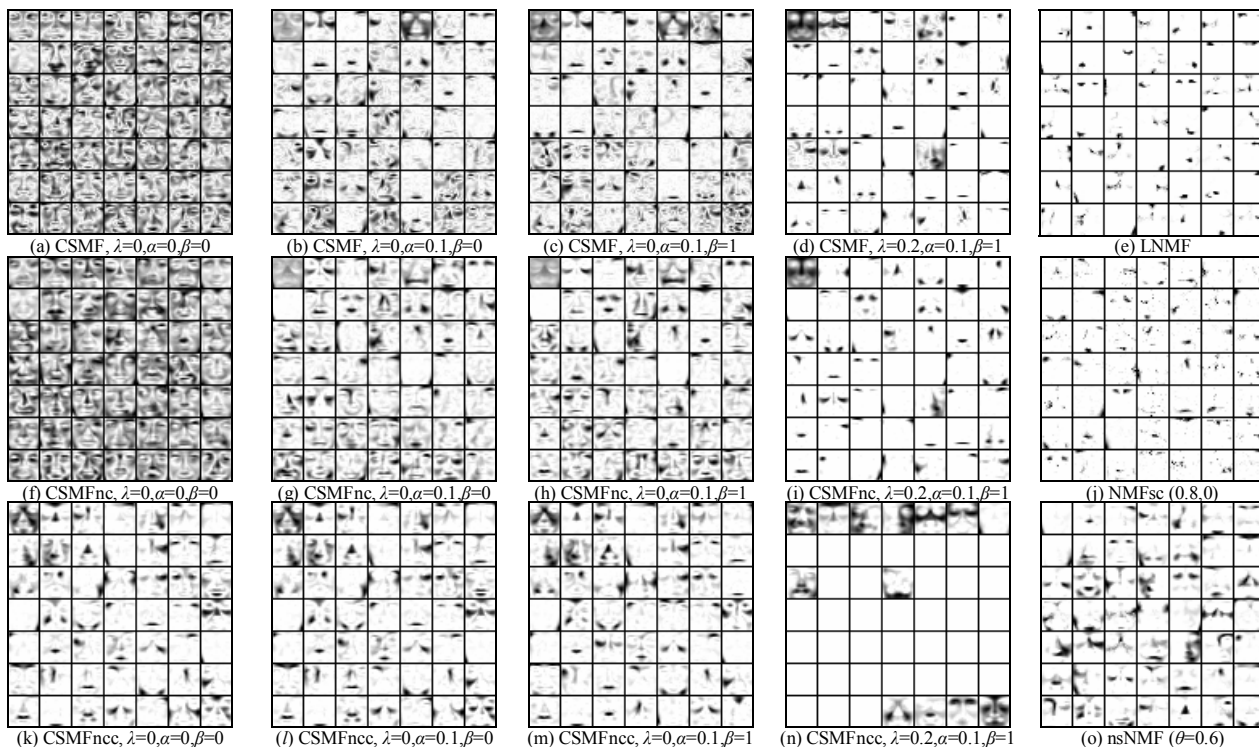 (a) CSMF, λ=0,α=0,β=0
(b) CSMF, λ=0,α=0.1,β=0
(c) CSMF, λ=0,α=0.1,β=1
(d) CSMF, λ=0.2,α=0.1,β=1
(e) LNMF
(f) CSMFnc, λ=0,α=0,β=0
(g) CSMFnc, λ=0,α=0.1,β=0
(h) CSMFnc, λ=0,α=0.1,β=1
(i) CSMFnc, λ=0.2,α=0.1,β=1
(j) NMFsc (0.8,0)
(k) CSMFncc, λ=0,α=0,β=0
(l) CSMFncc, λ=0,α=0.1,β=0
(m) CSMFncc, λ=0,α=0.1,β=1
(n) CSMFncc, λ=0.2,α=0.1,β=1
(o) nsNMF (θ=0.6)